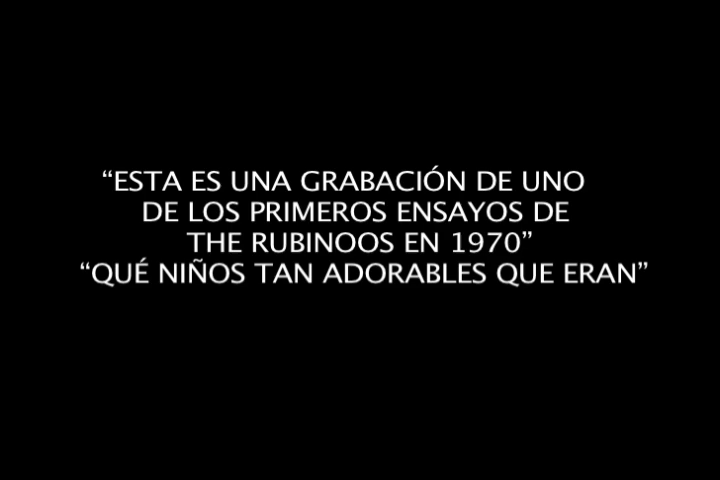 “ESTA ES UNA GRABACIÓN DE UNO
DE LOS PRIMEROS ENSAYOS DE
THE RUBINOOS EN 1970”
“QUÉ NIÑOS TAN ADORABLES QUE ERAN”